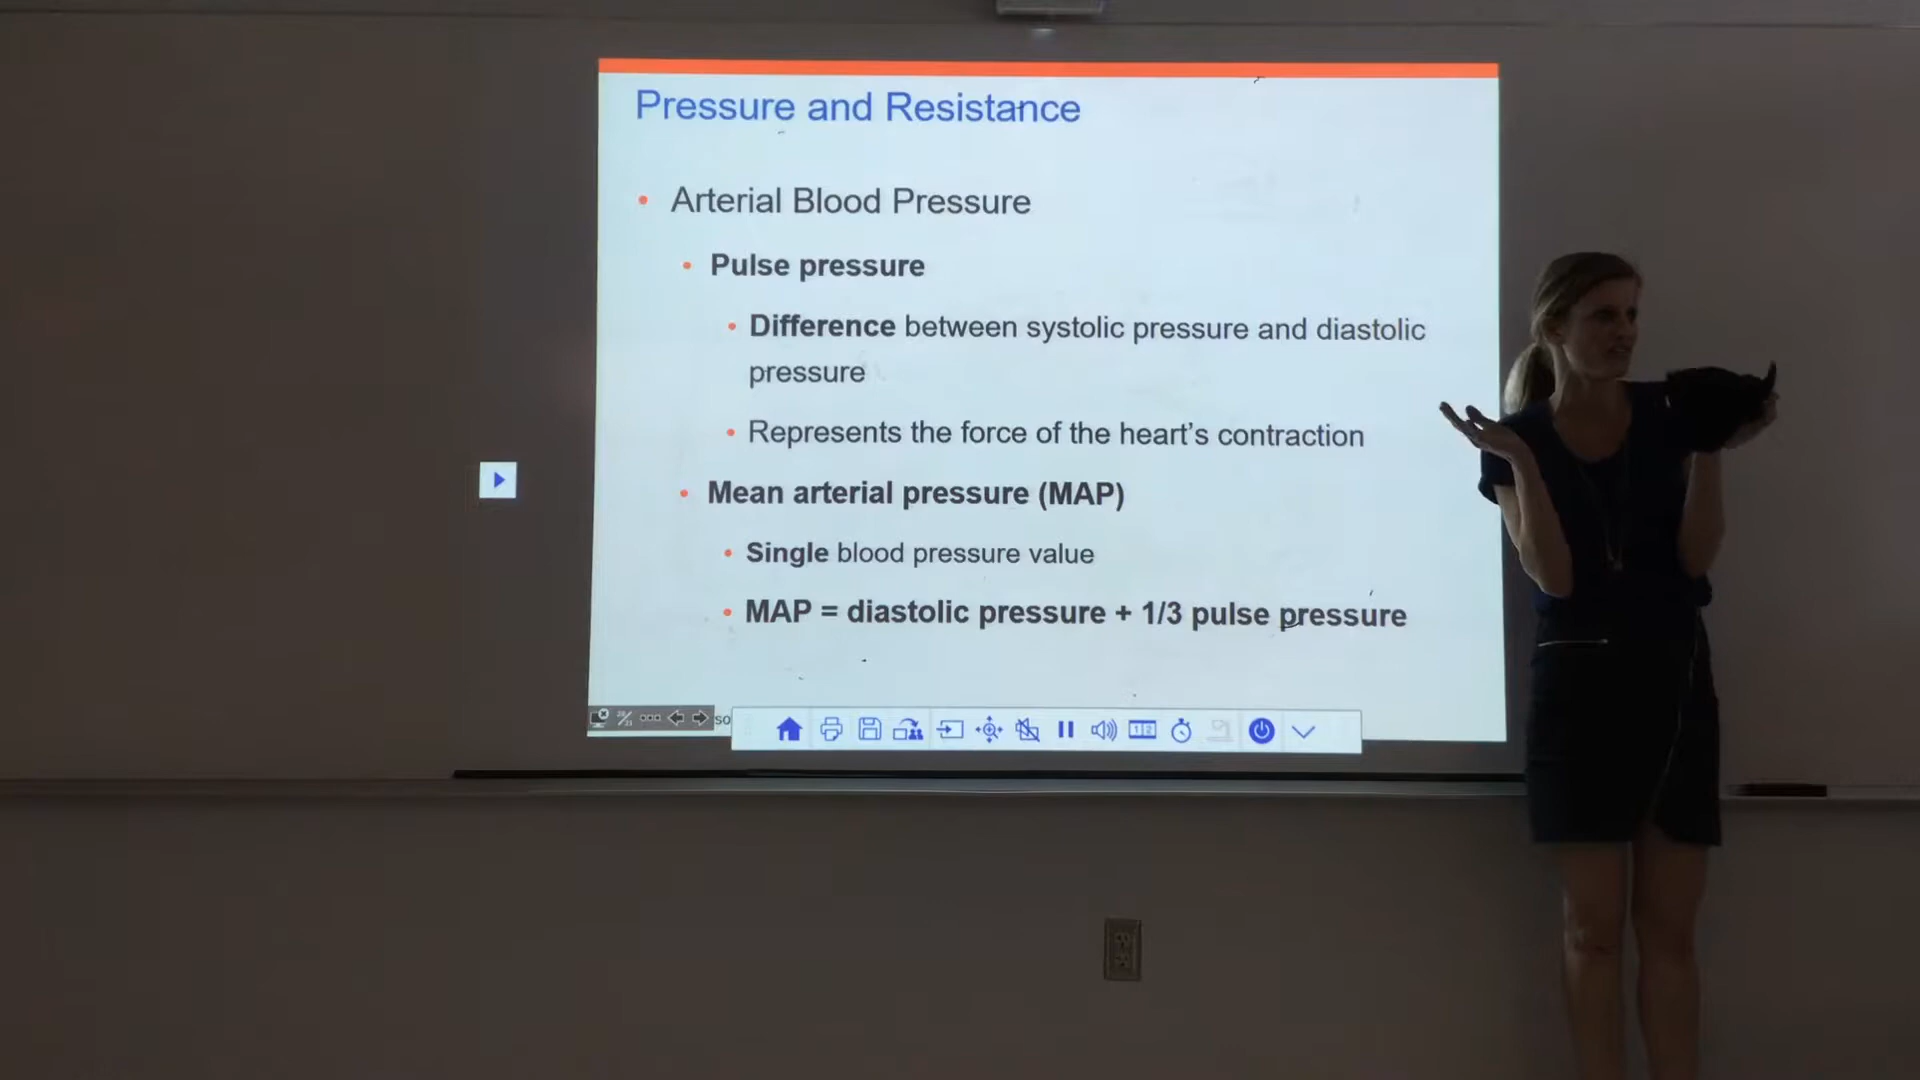 Pressure and Resistance
• Arterial Blood Pressure
• Pulse pressure
• Difference between systolic pressure and diastolic
pressure
• Represents the force of the heart’s contraction
• Mean arterial pressure (MAP)
• Single blood pressure value
• MAP = diastolic pressure + 1/3 pulse pressure
so